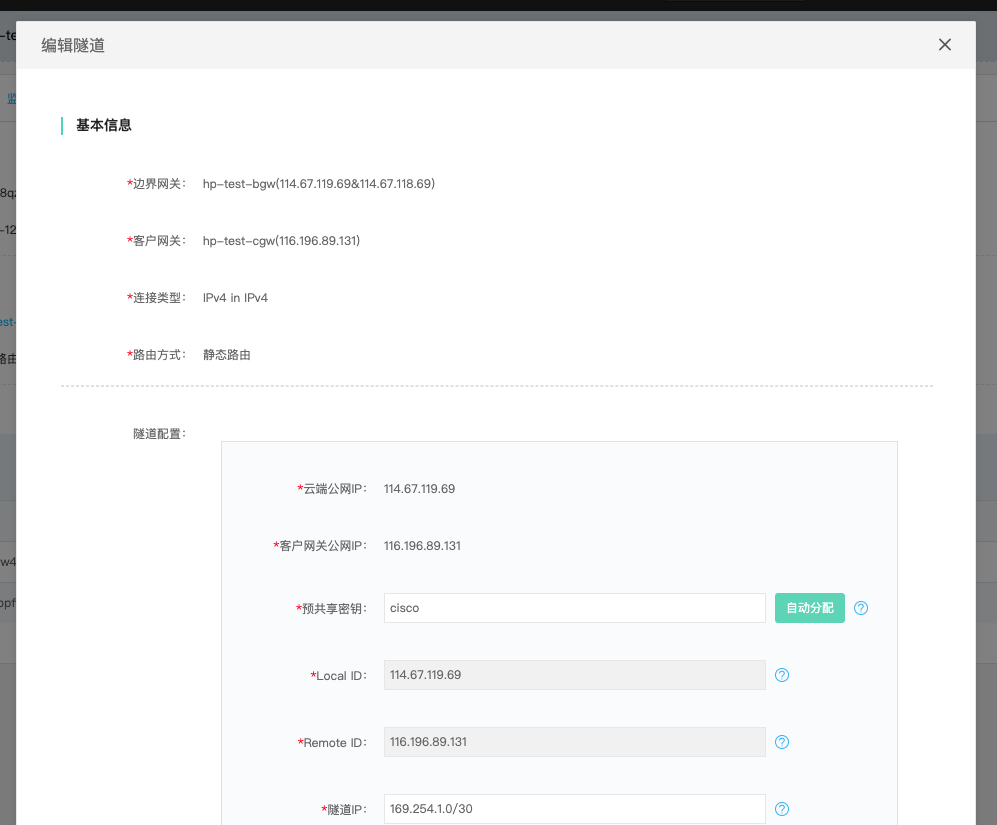 编辑隧道
基本信息
*边界网关： hp-test-bgw(114.67.119.69&114.67.118.69)
*客户网关： hp-test-cgw(116.196.89.131)
*连接类型： IPv4 in IPv4
*路由方式： 静态路由
隧道配置：
*云端公网IP： 114.67.119.69
*客户网关公网IP： 116.196.89.131
*预共享密钥： cisco 自动分配
*Local ID： 114.67.119.69
*Remote ID： 116.196.89.131
*隧道IP： 169.254.1.0/30